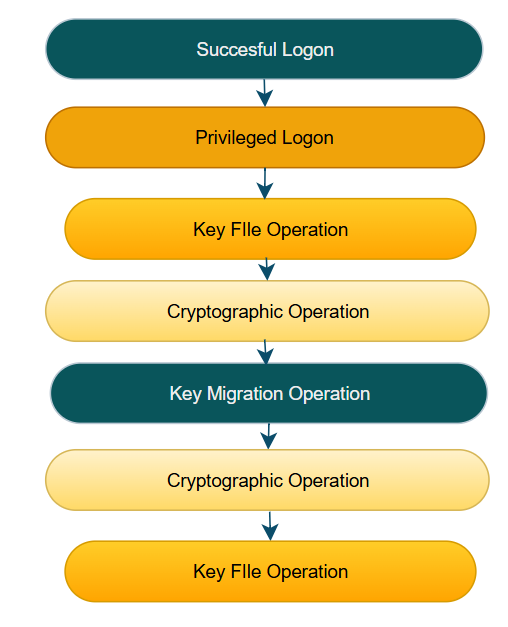 Succesful Logon
Privileged Logon
Key FIle Operation
Cryptographic Operation
Key Migration Operation
Cryptographic Operation
Key FIle Operation